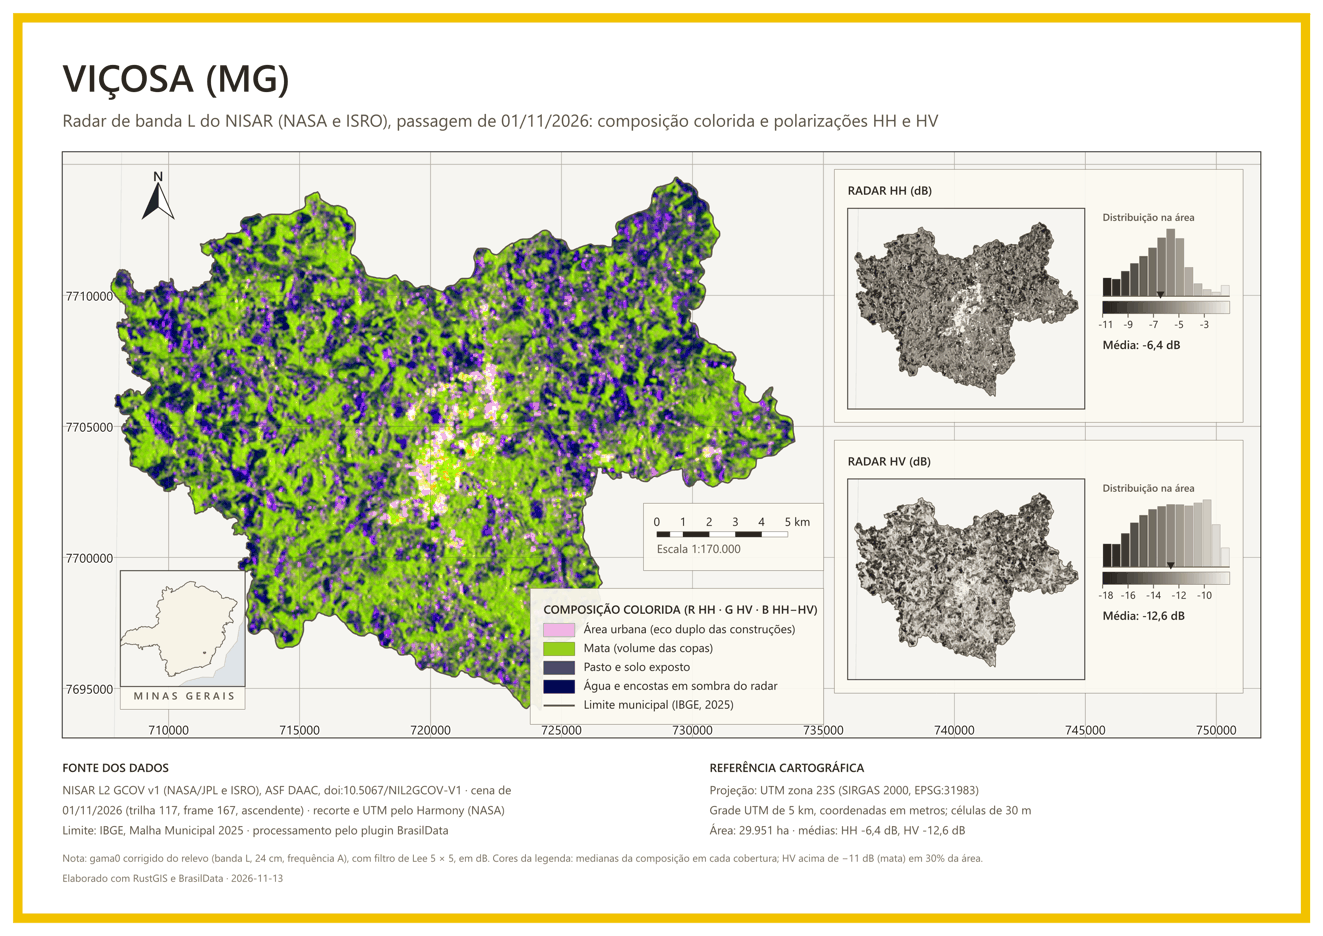 VIÇOSA (MG)
Radar de banda L do NISAR (NASA e ISRO), passagem de 01/11/2026: composição colorida e polarizações HH e HV
N
7710000
7705000
7700000
7695000
710000
715000
720000
725000
730000
735000
740000
745000
750000
0 1 2 3 4 5 km
Escala 1:170.000
MINAS GERAIS
COMPOSIÇÃO COLORIDA (R HH · G HV · B HH−HV)
Área urbana (eco duplo das construções)
Mata (volume das copas)
Pasto e solo exposto
Água e encostas em sombra do radar
Limite municipal (IBGE, 2025)
RADAR HH (dB)
Distribuição na área
-11 -9 -7 -5 -3
Média: -6,4 dB
RADAR HV (dB)
Distribuição na área
-18 -16 -14 -12 -10
Média: -12,6 dB
FONTE DOS DADOS
NISAR L2 GCOV v1 (NASA/JPL e ISRO), ASF DAAC, doi:10.5067/NIL2GCOV-V1 · cena de
01/11/2026 (trilha 117, frame 167, ascendente) · recorte e UTM pelo Harmony (NASA)
Limite: IBGE, Malha Municipal 2025 · processamento pelo plugin BrasilData
REFERÊNCIA CARTOGRÁFICA
Projeção: UTM zona 23S (SIRGAS 2000, EPSG:31983)
Grade UTM de 5 km, coordenadas em metros; células de 30 m
Área: 29.951 ha · médias: HH -6,4 dB, HV -12,6 dB
Nota: gama0 corrigido do relevo (banda L, 24 cm, frequência A), com filtro de Lee 5 × 5, em dB. Cores da legenda: medianas da composição em cada cobertura; HV acima de −11 dB (mata) em 30% da área.
Elaborado com RustGIS e BrasilData · 2026-11-13